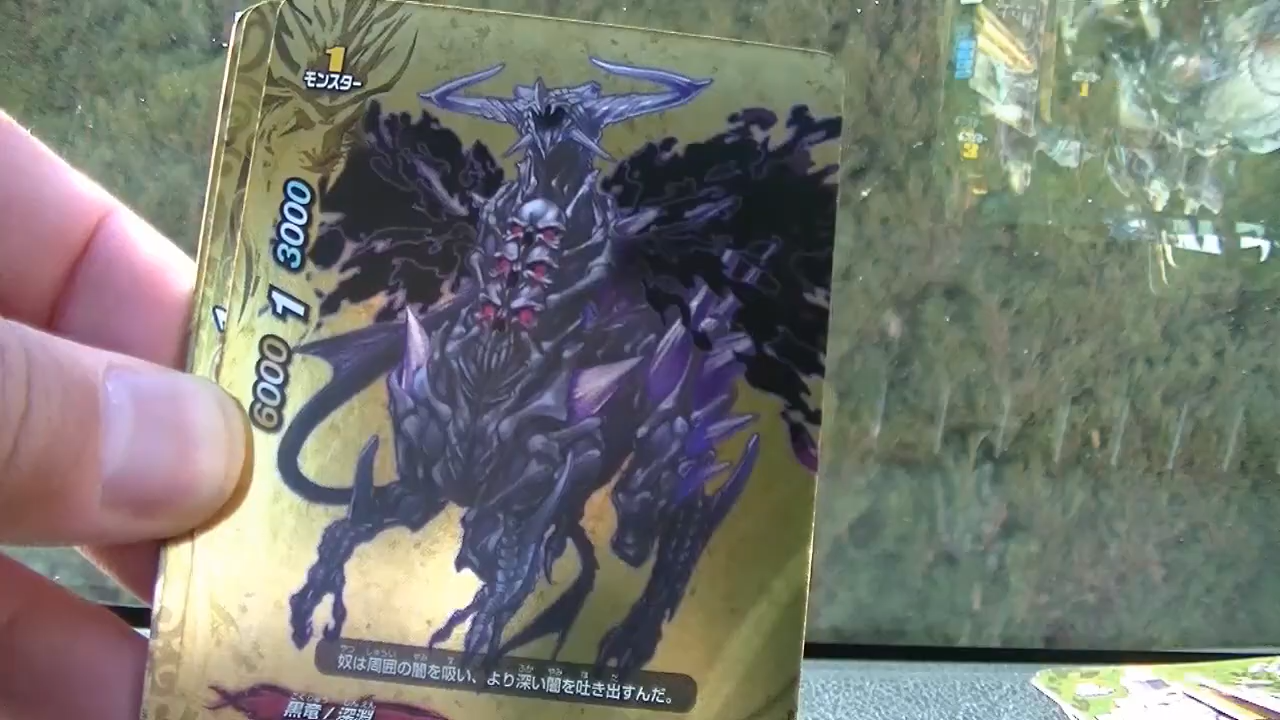 1
モンスター
3000
1
6000
奴は周囲の闇を吸い、より深い闇を吐き出すんだ。
黒竜/深淵